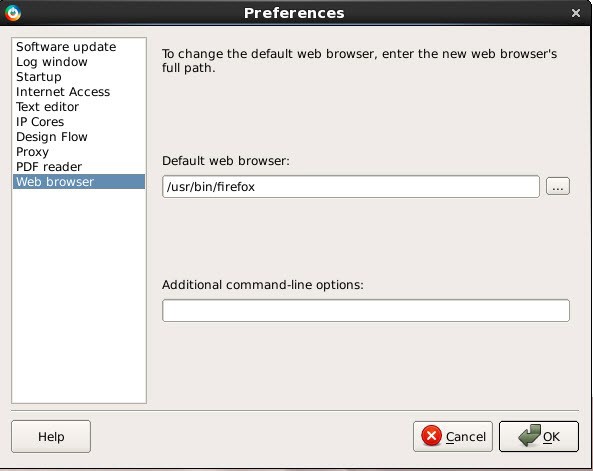 Preferences
Software update
Log window
Startup
Internet Access
Text editor
IP Cores
Design Flow
Proxy
PDF reader
Web browser
To change the default web browser, enter the new web browser's
full path.
Default web browser:
/usr/bin/firefox
...
Additional command-line options:
Help
Cancel
OK